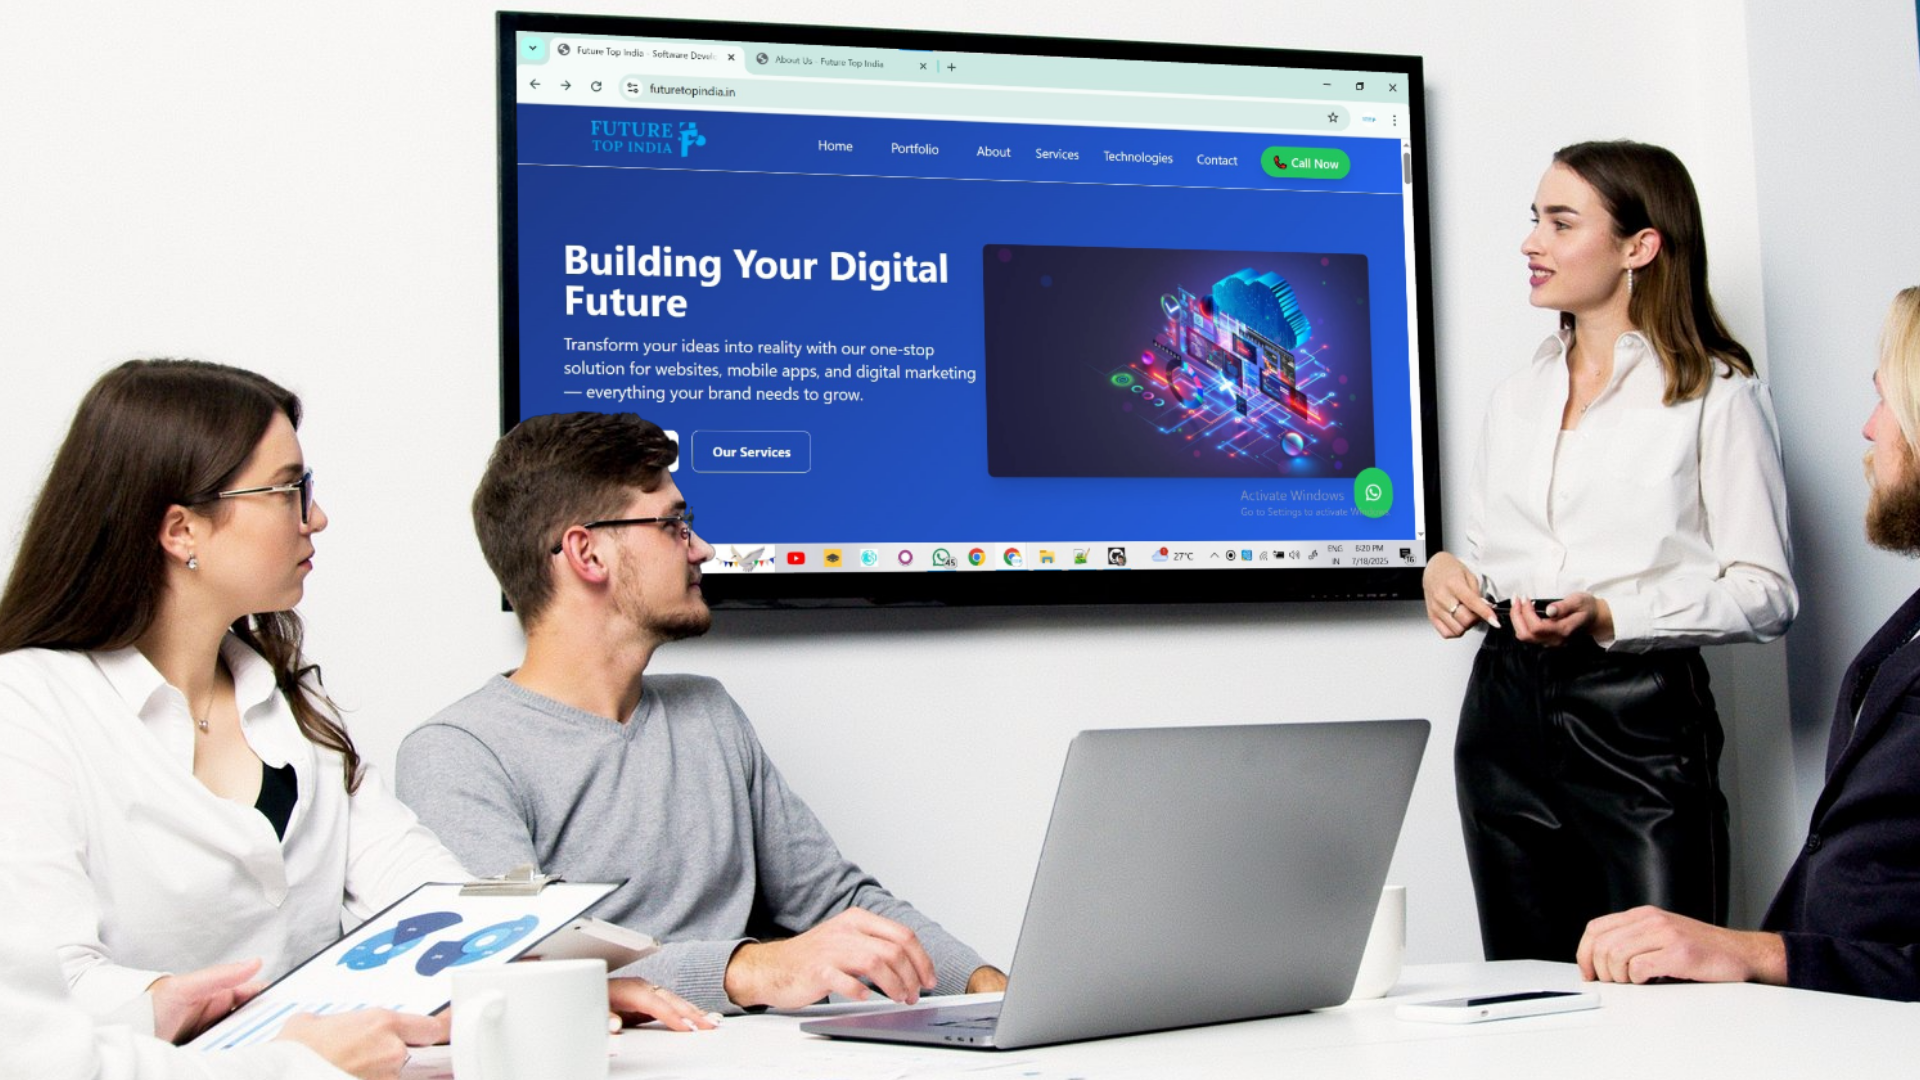 Future Top India - Software Devel
About Us - Future Top India
futuretopindia.in
FUTURE
TOP INDIA
Home
Portfolio
About
Services
Technologies
Contact
Call Now
Building Your Digital
Future
Transform your ideas into reality with our one-stop
solution for websites, mobile apps, and digital marketing
— everything your brand needs to grow.
Our Services
Activate Windows
Go to Settings to activate
45
27°C
ENG
IN
6:20 PM
7/18/2025
16